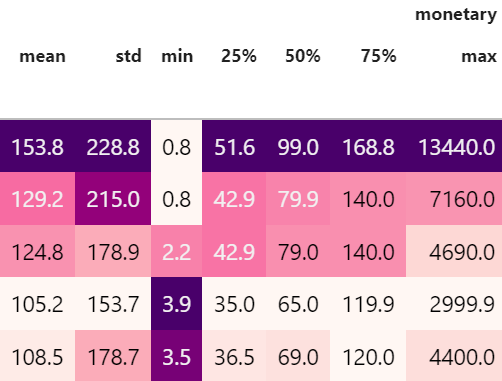 monetary
mean std min 25% 50% 75% max
153.8 228.8 0.8 51.6 99.0 168.8 13440.0
129.2 215.0 0.8 42.9 79.9 140.0 7160.0
124.8 178.9 2.2 42.9 79.0 140.0 4690.0
105.2 153.7 3.9 35.0 65.0 119.9 2999.9
108.5 178.7 3.5 36.5 69.0 120.0 4400.0